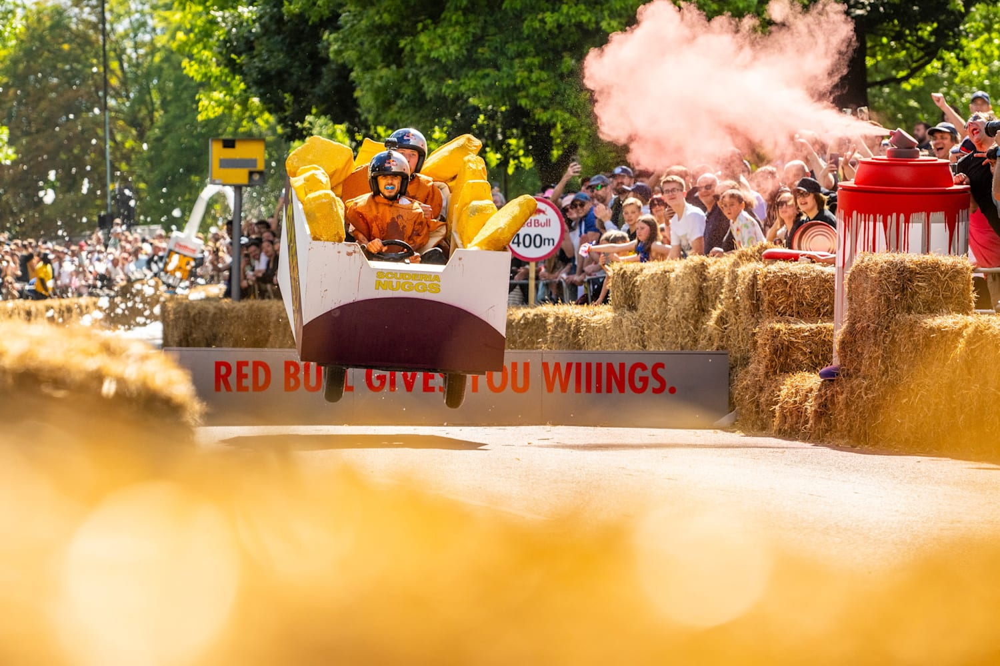 SCUDERIA
NUGGS
Red Bull
400m
RED BULL GIVES YOU WIIINGS.